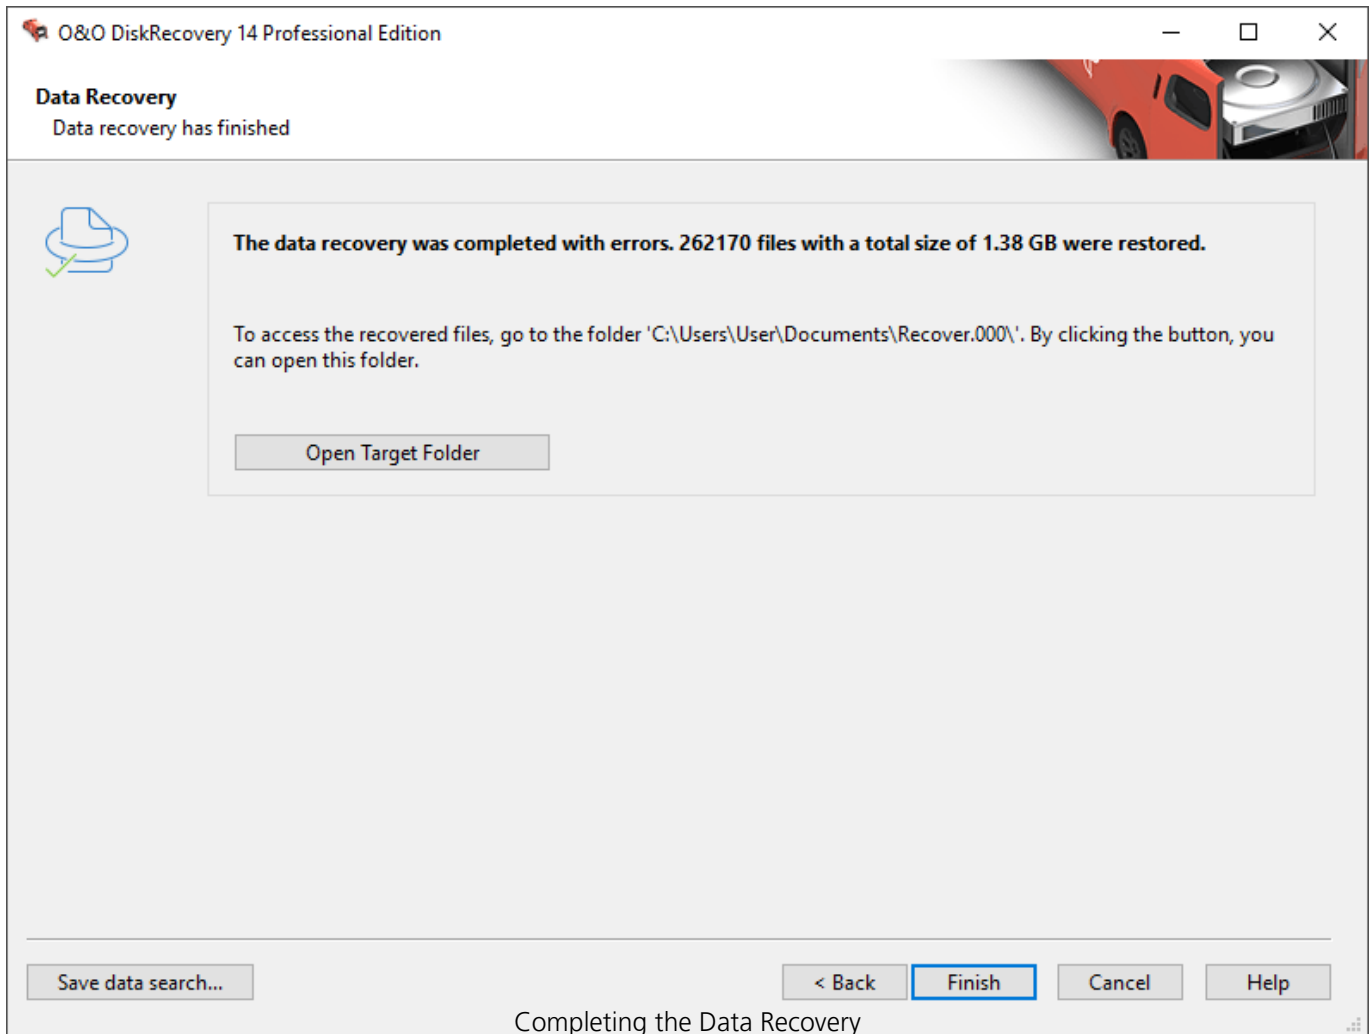 O&O DiskRecovery 14 Professional Edition
Data Recovery
Data recovery has finished
The data recovery was completed with errors. 262170 files with a total size of 1.38 GB were restored.
To access the recovered files, go to the folder 'C:\Users\User\Documents\Recover.000\'. By clicking the button, you
can open this folder.
Open Target Folder
Save data search...
< Back
Finish
Cancel
Help
Completing the Data Recovery